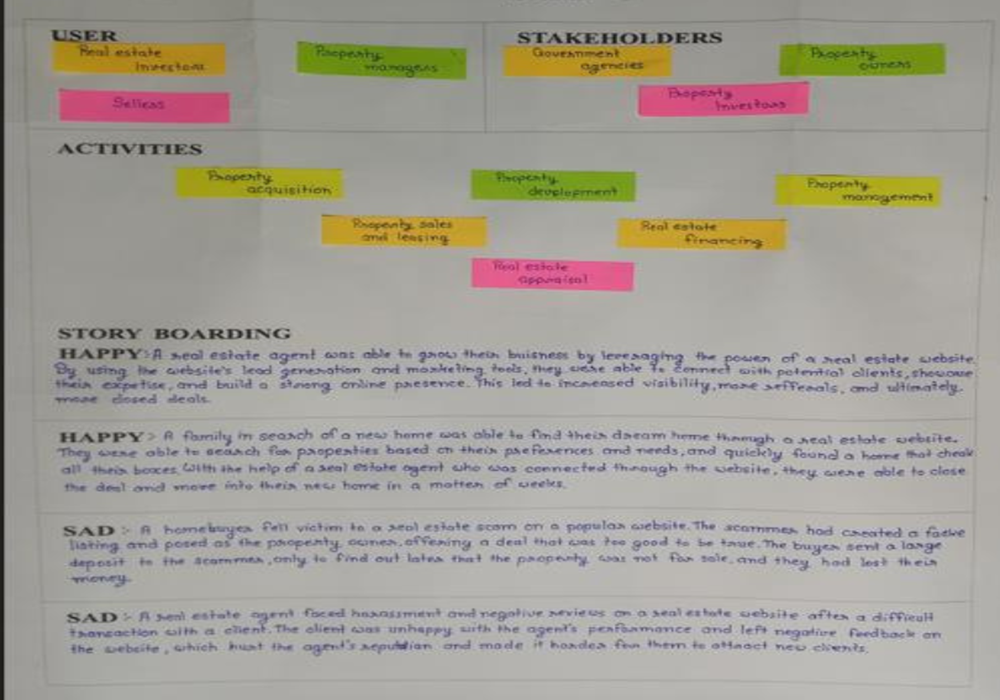 USER
Real estate
investors
Property
managers
Sellers
STAKEHOLDERS
Government
agencies
Property
owners
Property
Investors
ACTIVITIES
Property
acquisition
Property
development
Property
management
Property sales
and leasing
Real estate
financing
Real estate
appraisal
STORY BOARDING
HAPPY:- A real estate agent was able to grow their buisness by leveraging the power of a real estate website.
By using the website's lead generation and marketing tools, they were able to connect with potential clients, showcase
their expetise, and build a strong online presence. This led to increased visibility, more refferals, and ultimately.
more closed deals.
HAPPY :- A family in search of a new home was able to find their dream home through a real estate website.
They were able to search for properties based on their preferences and needs, and quickly found a home that cheak
all their boxes. With the help of a real estate agent who was connected through the website, they were able to close
the deal and move into their new home in a matter of weeks.
SAD :- A homebuyer fell victim to a real estate scam on a popular website. The scammer had created a faeke
listing and posed as the property owner, offering a deal that was too good to be true. The buyer sent a large
deposit to the scammer, only to find out later that the property was not for sale, and they had lost their
money.
SAD :- A real estate agent faced harassment and negative reviews on a real estate website after a difficult
transaction with a client. The client was unhappy with the agent's performance and left negative feedback on
the website, which hurt the agent's and made it harder for them to attract new clients.